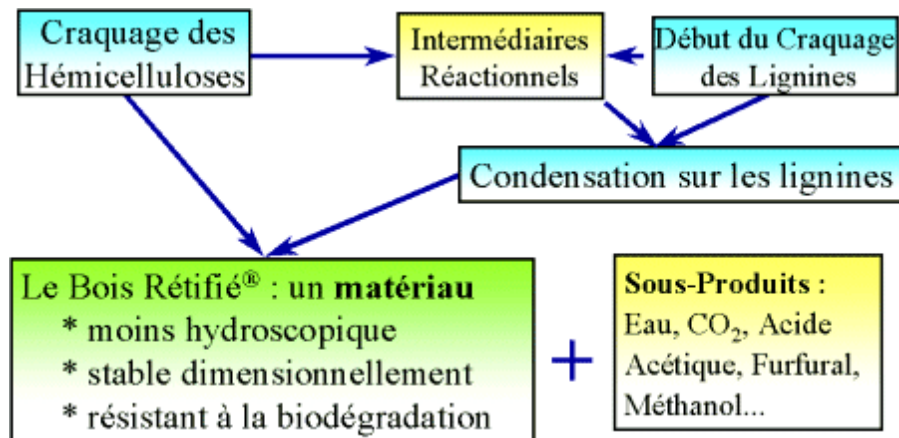 Craquage des
Hémicelluloses
Intermédiaires
Réactionnels
Début du Craquage
des Lignines
Condensation sur les lignines
Le Bois Rétifié® : un matériau
* moins hydroscopique
* stable dimensionnellement
* résistant à la biodégradation
+
Sous-Produits :
Eau, CO₂, Acide
Acétique, Furfural,
Méthanol...